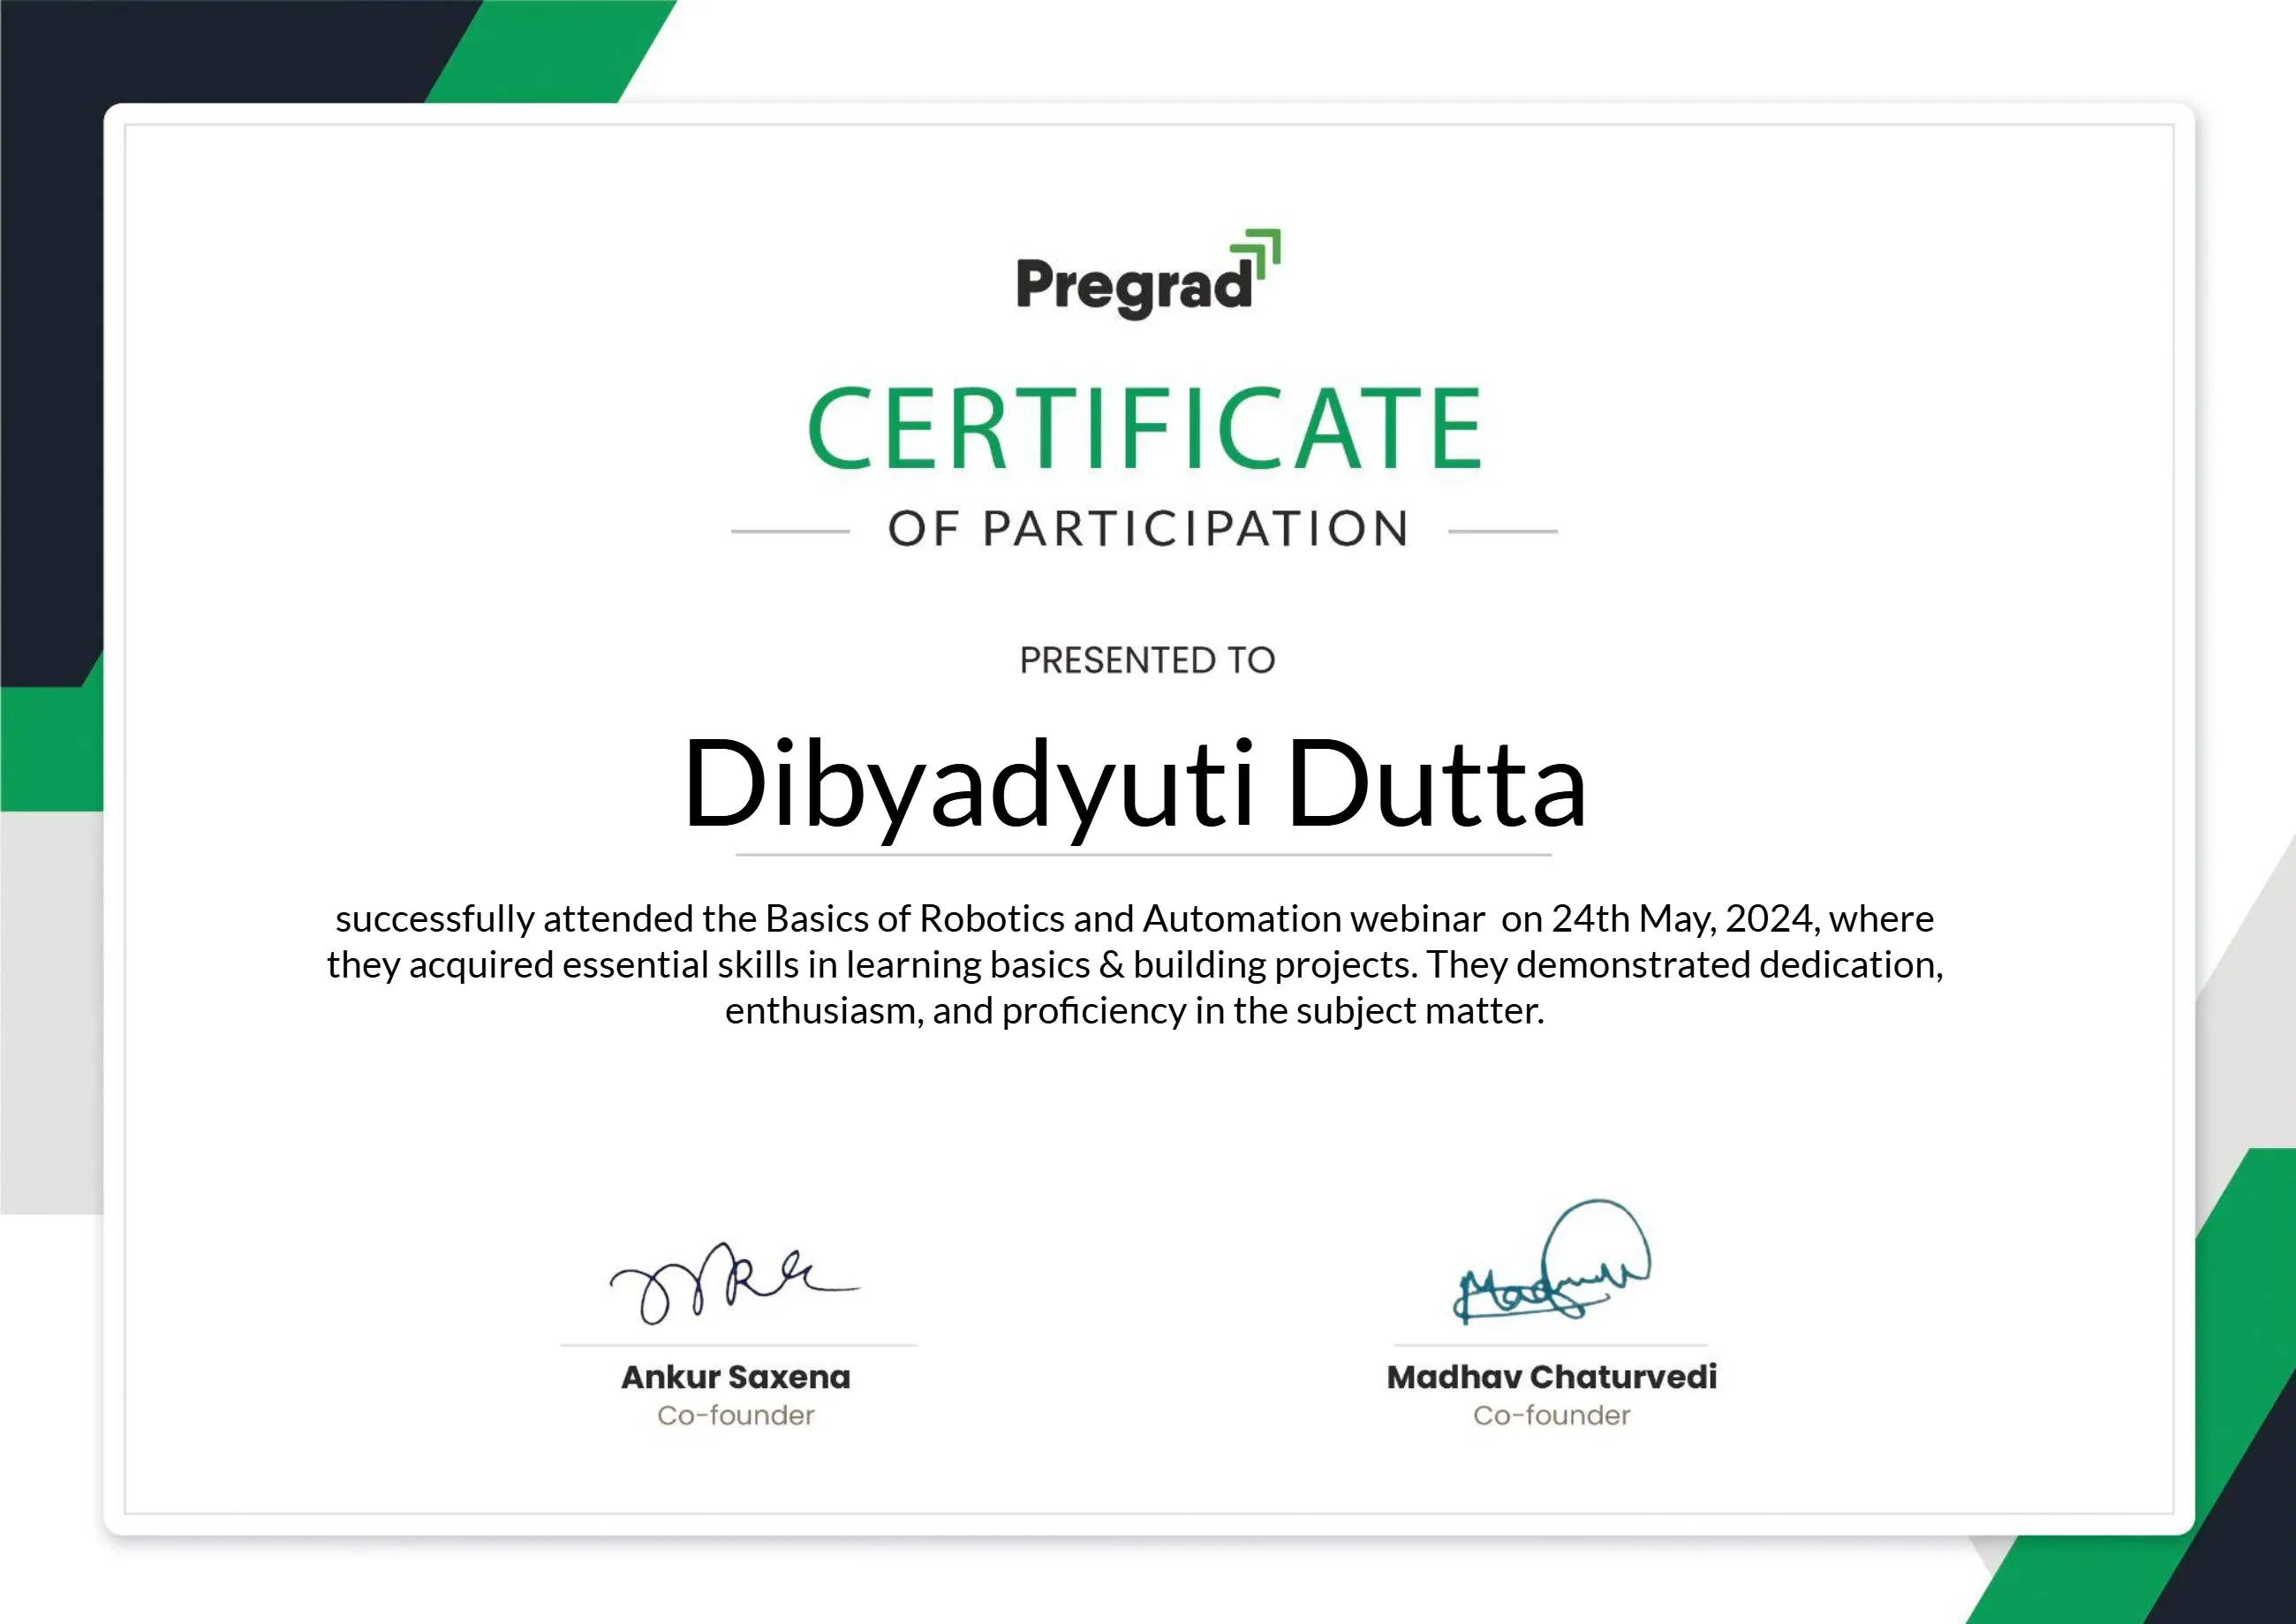 Pregrad
CERTIFICATE
OF PARTICIPATION
PRESENTED TO
Dibyadyuti Dutta
successfully attended the Basics of Robotics and Automation webinar  on 24th May, 2024, where
they acquired essential skills in learning basics & building projects. They demonstrated dedication,
enthusiasm, and proficiency in the subject matter.
Ankur Saxena
Co-founder
Madhav Chaturvedi
Co-founder